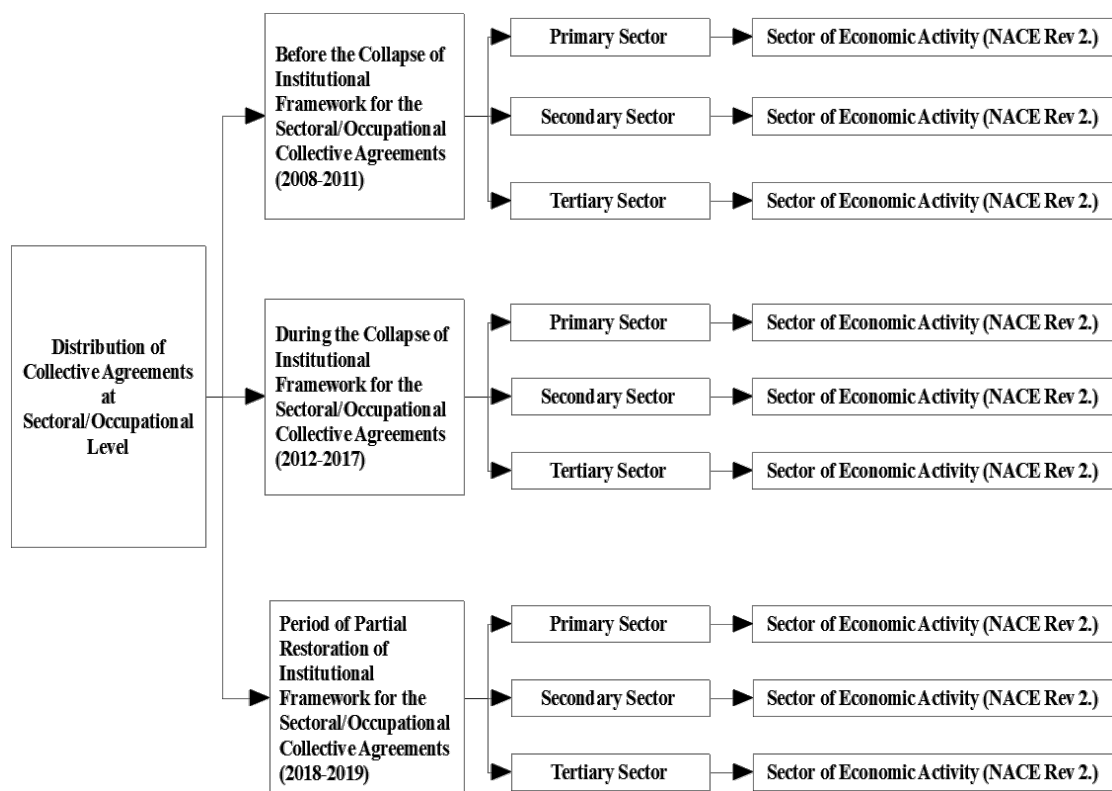 Distribution of
Collective Agreements
at
Sectoral/Occupational
Level
Before the Collapse of
Institutional
Framework for the
Sectoral/Occupational
Collective Agreements
(2008-2011)
Primary Sector
Sector of Economic Activity (NACE Rev 2.)
Secondary Sector
Sector of Economic Activity (NACE Rev 2.)
Tertiary Sector
Sector of Economic Activity (NACE Rev 2.)
During the Collapse of
Institutional
Framework for the
Sectoral/Occupational
Collective Agreements
(2012-2017)
Primary Sector
Sector of Economic Activity (NACE Rev 2.)
Secondary Sector
Sector of Economic Activity (NACE Rev 2.)
Tertiary Sector
Sector of Economic Activity (NACE Rev 2.)
Period of Partial
Restoration of
Institutional
Framework for the
Sectoral/Occupational
Collective Agreements
(2018-2019)
Primary Sector
Sector of Economic Activity (NACE Rev 2.)
Secondary Sector
Sector of Economic Activity (NACE Rev 2.)
Tertiary Sector
Sector of Economic Activity (NACE Rev 2.)